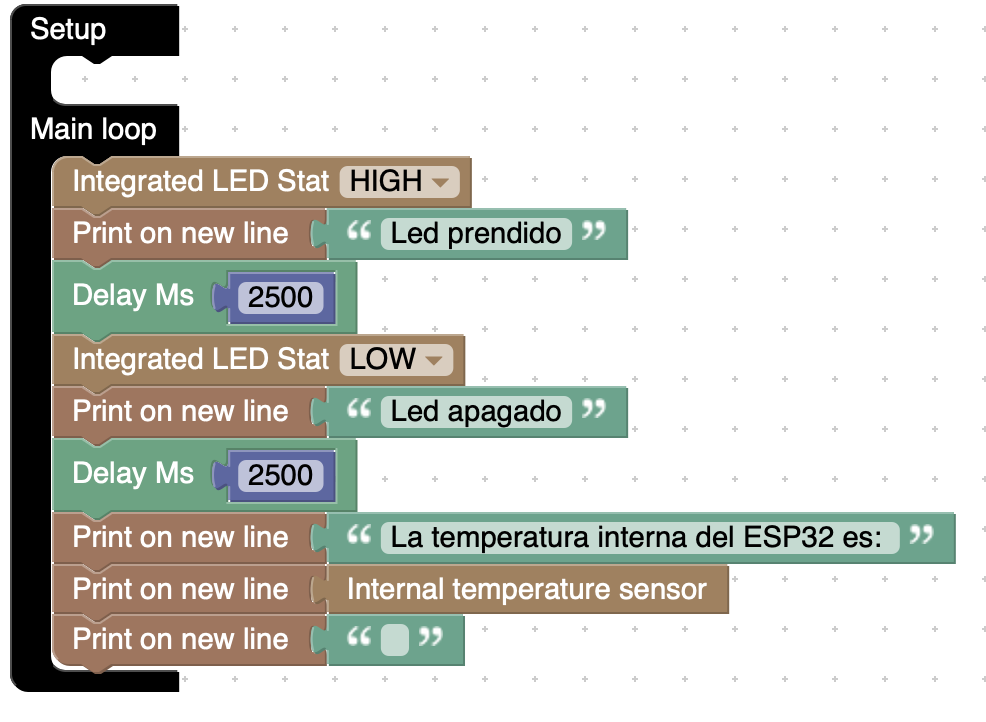 Setup
Main loop
Integrated LED Stat HIGH
Print on new line “ Led prendido ”
Delay Ms 2500
Integrated LED Stat LOW
Print on new line “ Led apagado ”
Delay Ms 2500
Print on new line “ La temperatura interna del ESP32 es: ”
Print on new line Internal temperature sensor
Print on new line “ ”